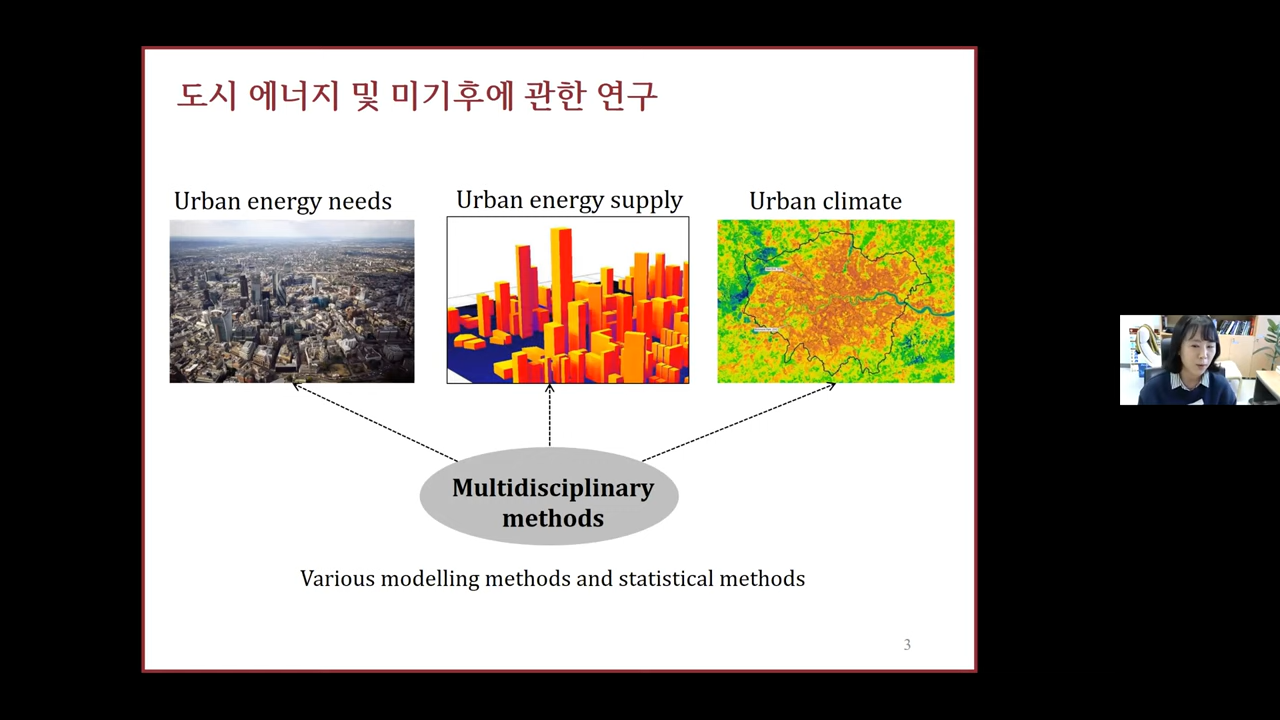 도시 에너지 및 미기후에 관한 연구
Urban energy needs
Urban energy supply
Urban climate
Multidisciplinary
methods
Various modelling methods and statistical methods
3